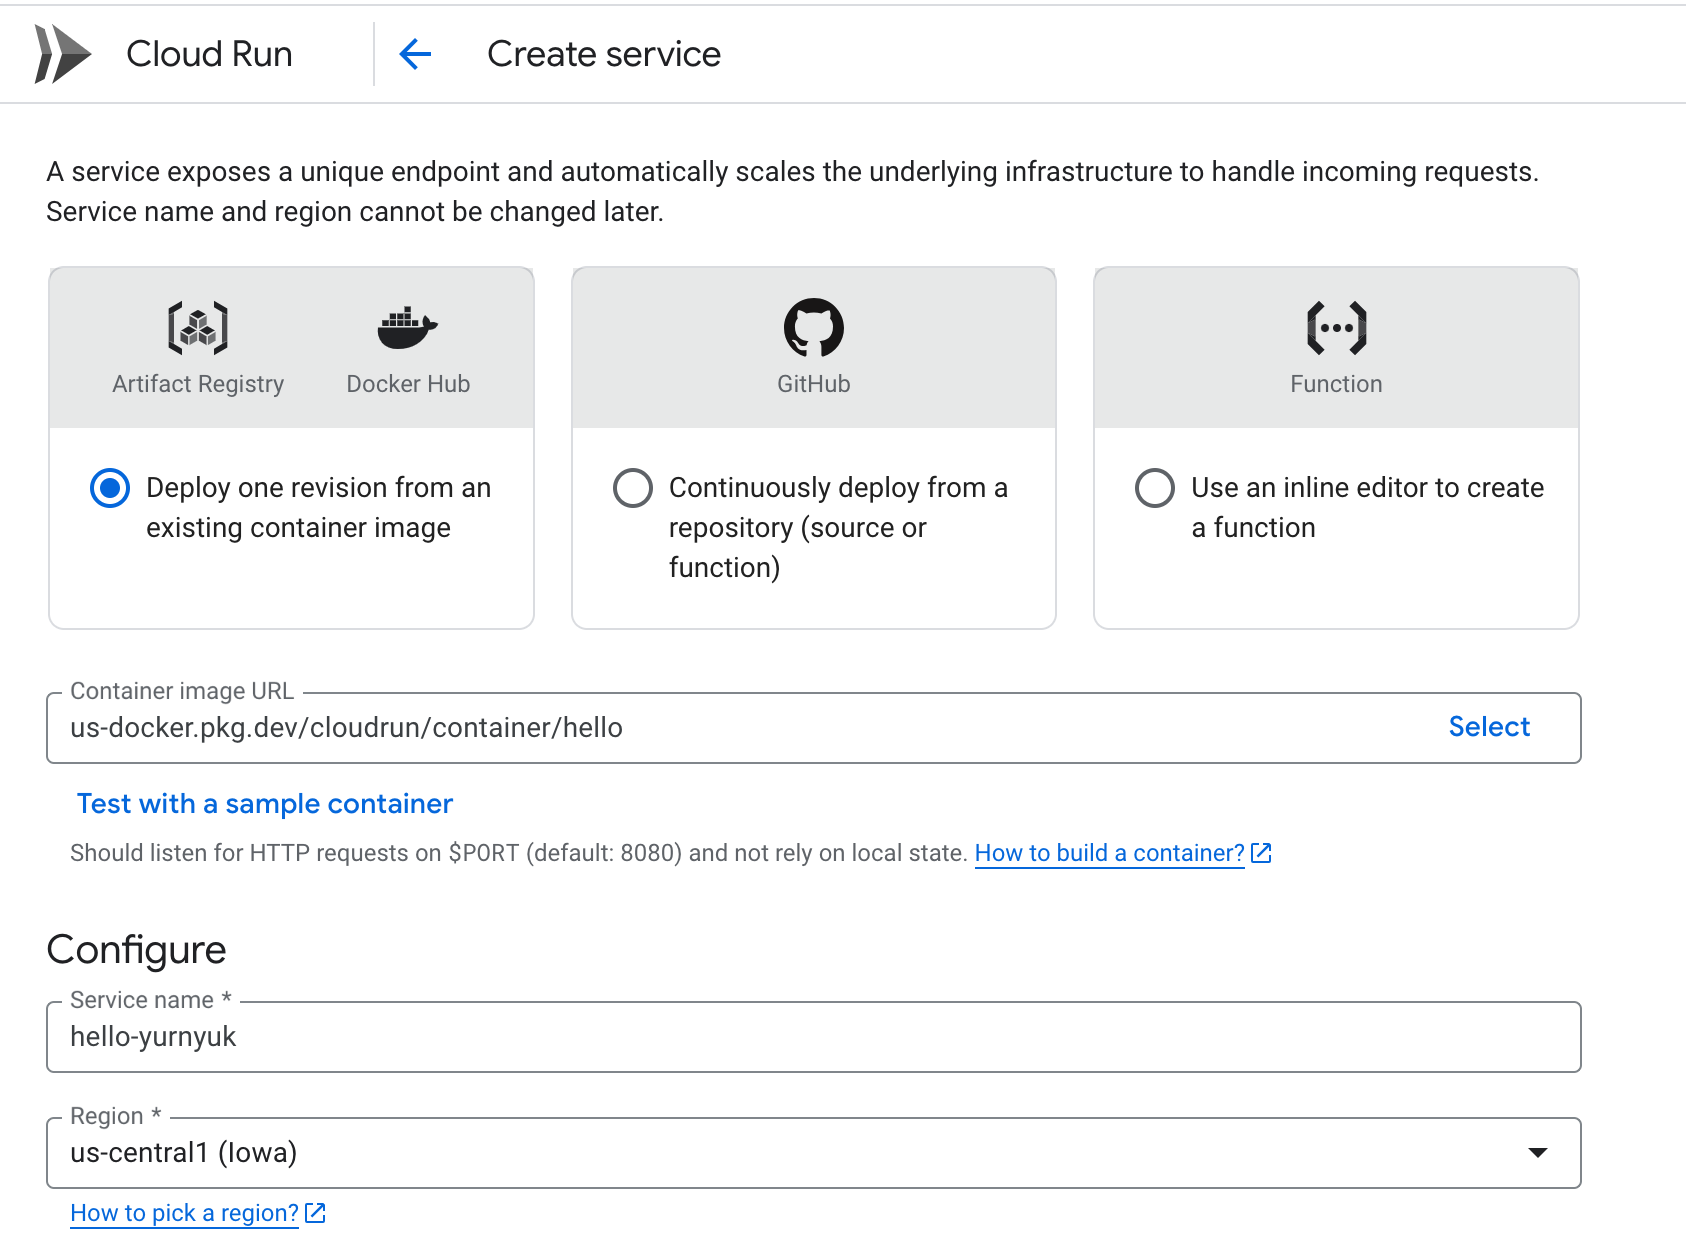 Cloud Run
Create service
A service exposes a unique endpoint and automatically scales the underlying infrastructure to handle incoming requests.
Service name and region cannot be changed later.
Artifact Registry
Docker Hub
Deploy one revision from an
existing container image
GitHub
Continuously deploy from a
repository (source or
function)
Function
Use an inline editor to create
a function
Container image URL
us-docker.pkg.dev/cloudrun/container/hello
Select
Test with a sample container
Should listen for HTTP requests on $PORT (default: 8080) and not rely on local state. How to build a container?
Configure
Service name *
hello-yurnyuk
Region *
us-central1 (Iowa)
How to pick a region?